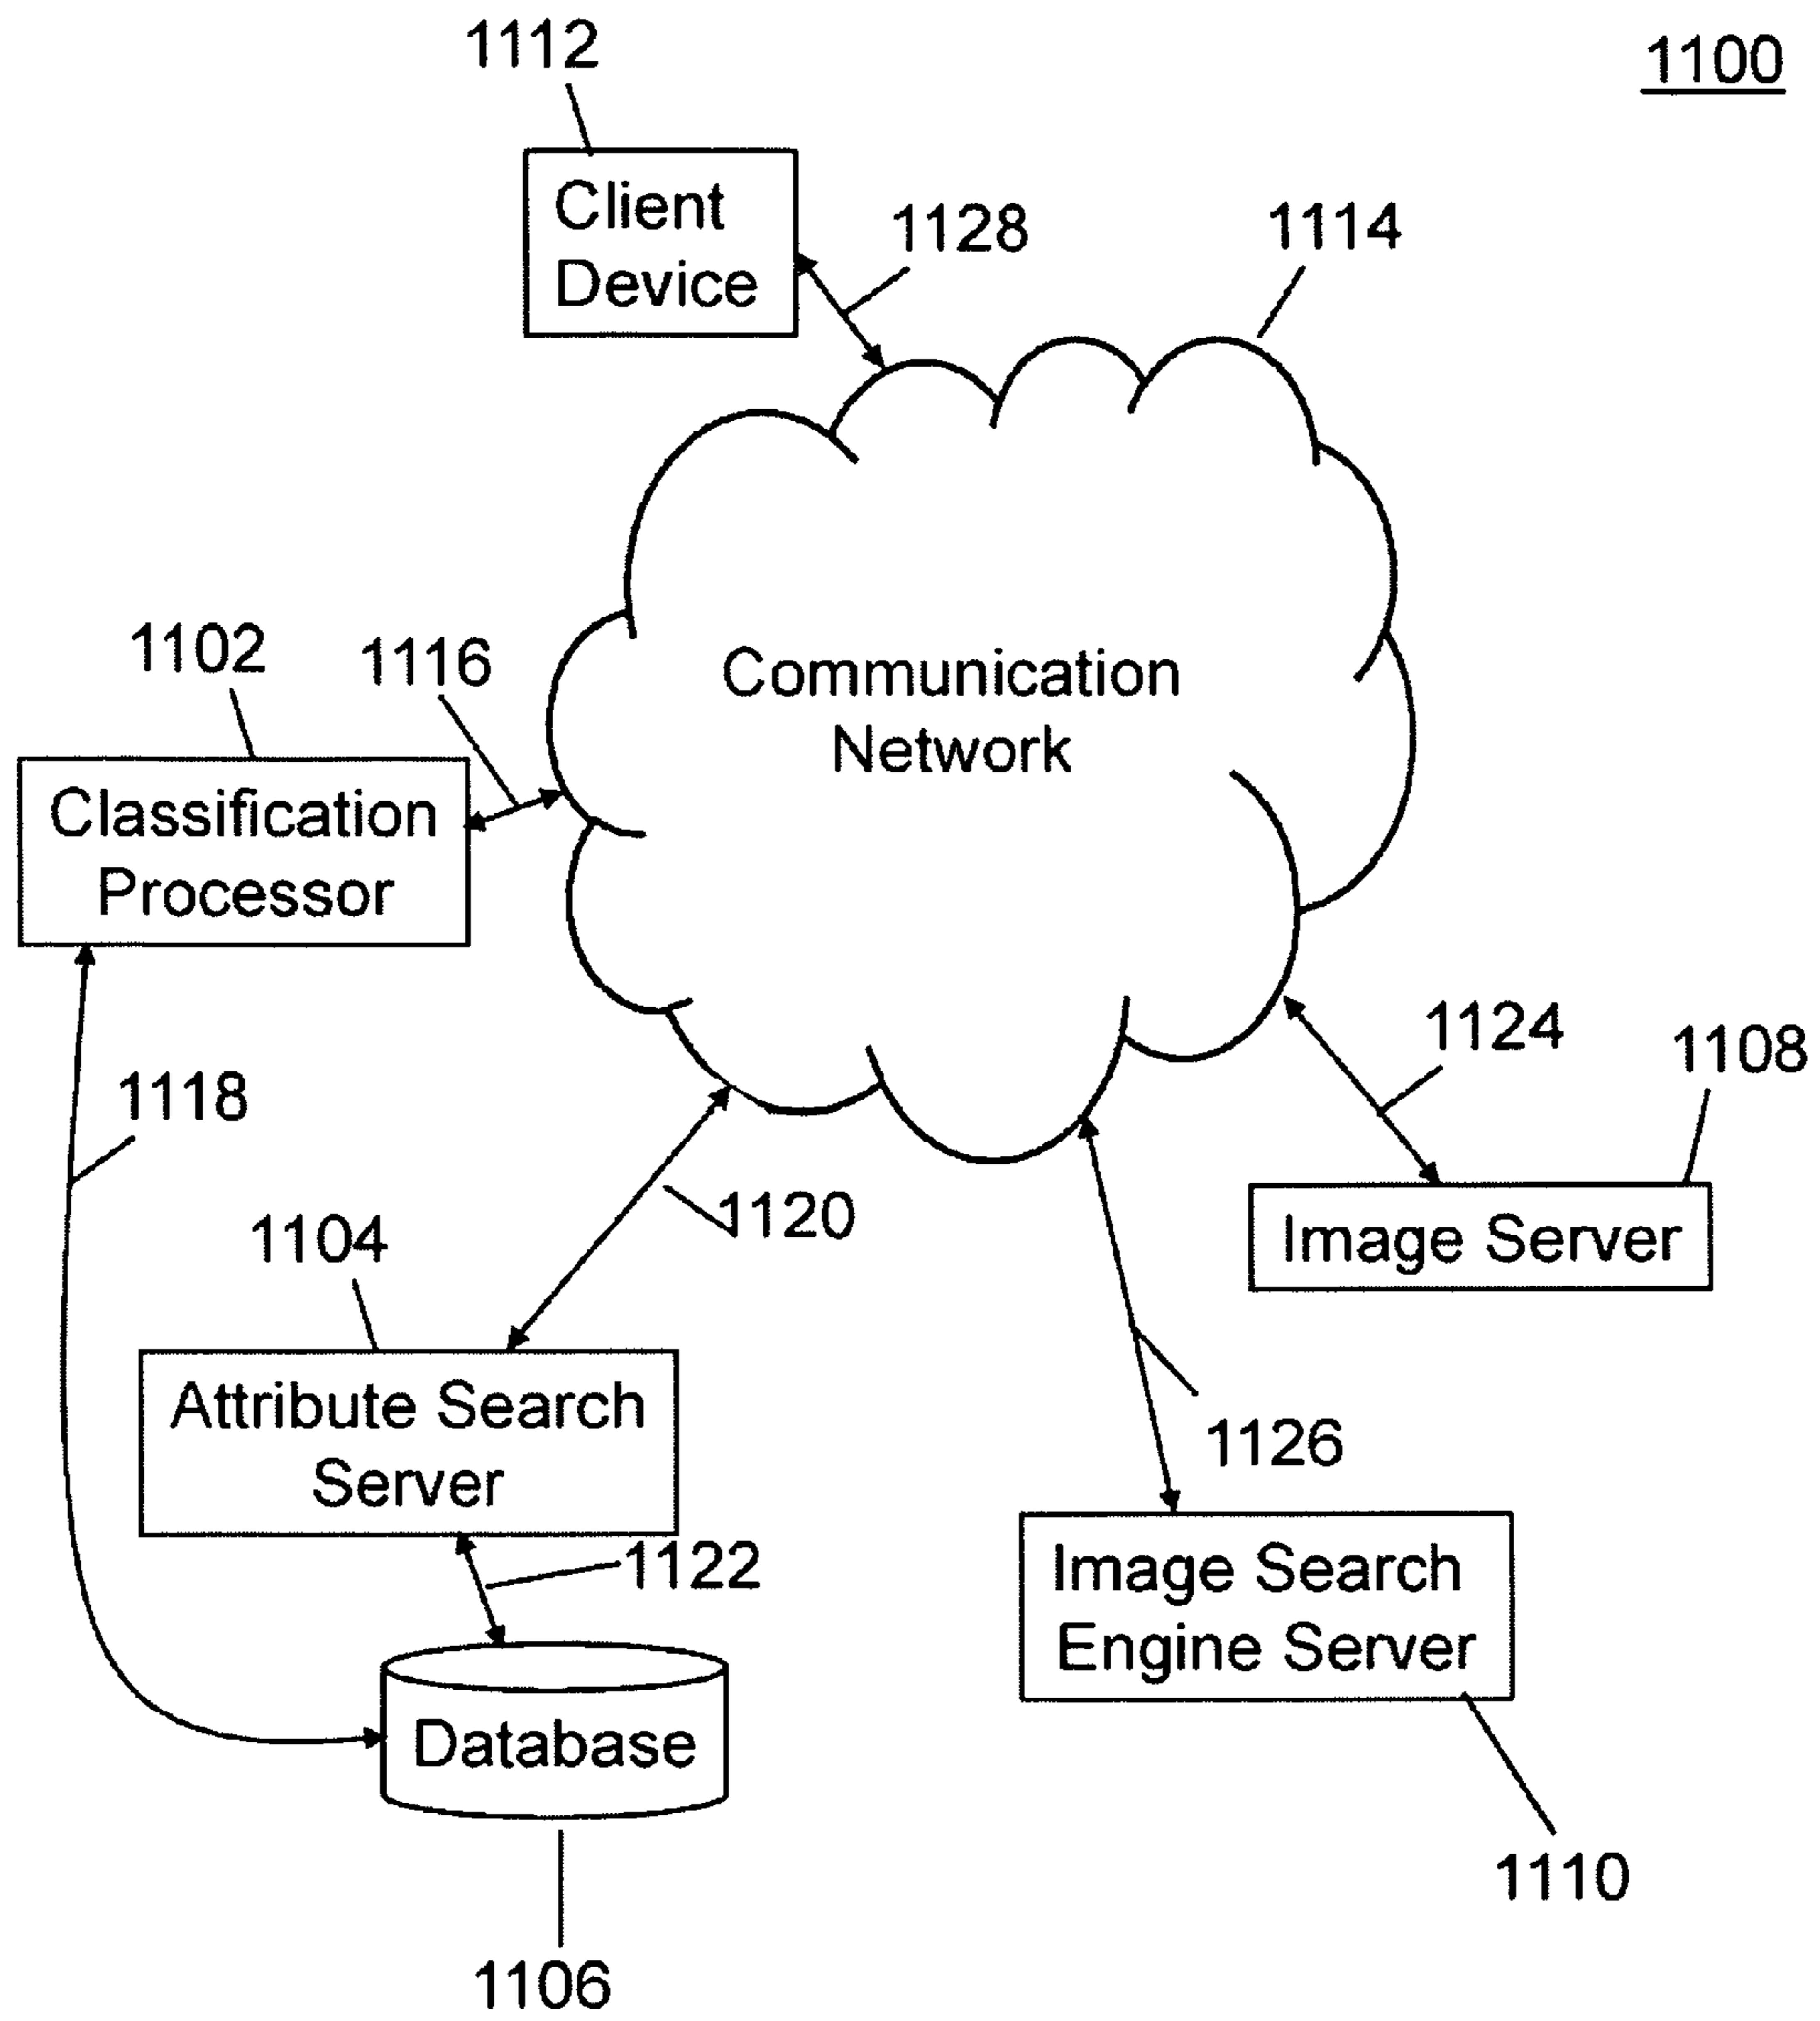 1112
1100
Client
Device
1128
1114
1102
1116
Communication
Network
Classification
Processor
1124
1108
1118
1120
1104
Image Server
Attribute Search
Server
1126
1122
Image Search
Engine Server
Database
1110
1106